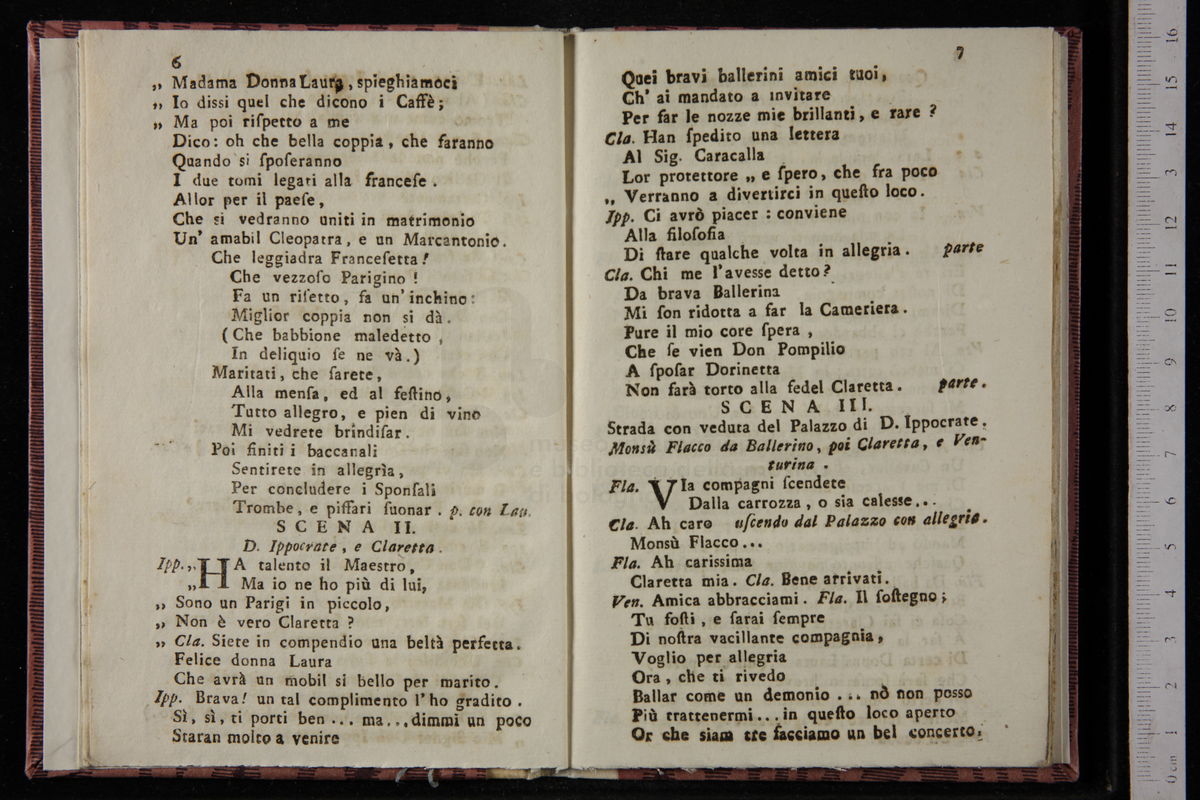 6
„ Madama Donna Laura, spieghiamoci
„ Io dissi quel che dicono i Caffè;
„ Ma poi riſpetto a me
Dico: oh che bella coppia, che faranno
Quando si ſpoſeranno
I due tomi legati alla franceſe.
Allor per il paeſe,
Che si vedranno uniti in matrimonio
Un' amabil Cleopatra, e un Marcantonio.
Che leggiadra Franceſetta!
Che vezzoſo Parigino!
Fa un riſetto, fa un' inchino:
Miglior coppia non si dà.
(Che babbione maledetto,
In deliquio ſe ne và.)
Maritati, che ſarete,
Alla menſa, ed al feſtino,
Tutto allegro, e pien di vino
Mi vedrete brindiſar.
Poi finiti i baccanali
Sentirete in allegrìa,
Per concludere i Sponſali
Trombe, e piffari ſuonar. p. con Lau.
SCENA II.
D. Ippocrate, e Claretta.
Ipp. „ HA talento il Maestro,
„ Ma io ne ho più di lui,
„ Sono un Parigi in piccolo,
„ Non è vero Claretta?
„ Cla. Siete in compendio una beltà perfetta.
Felice donna Laura
Che avrà un mobil sì bello per marito.
Ipp. Brava! un tal complimento l' ho gradito.
Sì, sì, ti porti ben ... ma... dimmi un poco
Staran molto a venire
7
Quei bravi ballerini amici tuoi,
Ch' ai mandato a invitare
Per far le nozze mie brillanti, e rare?
Cla. Han ſpedito una lettera
Al Sig. Caracalla
Lor protettore „ e ſpero, che fra poco
„ Verranno a divertirci in queſto loco.
Ipp. Ci avrò piacer: conviene
Alla filoſofia
Di ſtare qualche volta in allegria. parte
Cla. Chi me l'avesse detto?
Da brava Ballerina
Mi ſon ridotta a far la Cameriera.
Pure il mio core ſpera,
Che ſe vien Don Pompilio
A ſpoſar Dorinetta
Non farà torto alla fedel Claretta. parte.
SCENA III.
Strada con veduta del Palazzo di D. Ippocrate.
Monsù Flacco da Ballerino, poi Claretta, e Ven-
turina.
Fla. VIa compagni ſcendete
Dalla carrozza, o sia calesse...
Cla. Ah caro uſcendo dal Palazzo con allegria.
Monsù Flacco...
Fla. Ah carissima
Claretta mia. Cla. Bene arrivati.
Ven. Amica abbracciami. Fla. Il ſoſtegno;
Tu foſti, e ſarai ſempre
Di noſtra vacillante compagnia,
Voglio per allegria
Ora, che ti rivedo
Ballar come un demonio ... nò non posso
Più trattenermi... in queſto loco aperto
Or che siam tre facciamo un bel concerto,